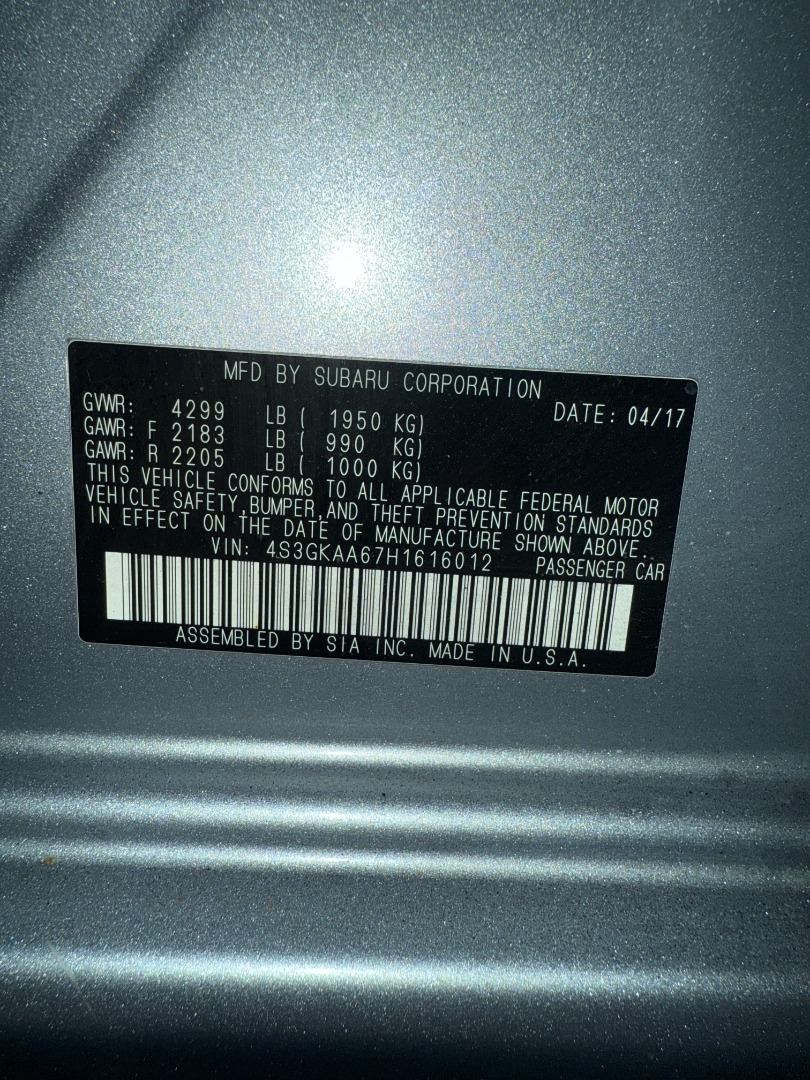 MFD BY SUBARU CORPORATION
GVWR: 4299 LB ( 1950 KG) DATE: 04/17
GAWR: F 2183 LB ( 990 KG)
GAWR: R 2205 LB ( 1000 KG)
THIS VEHICLE CONFORMS TO ALL APPLICABLE FEDERAL MOTOR
VEHICLE SAFETY,BUMPER,AND THEFT PREVENTION STANDARDS
IN EFFECT ON THE DATE OF MANUFACTURE SHOWN ABOVE.
VIN: 4S3GKAA67H1616012 PASSENGER CAR
ASSEMBLED BY SIA INC. MADE IN U.S.A.